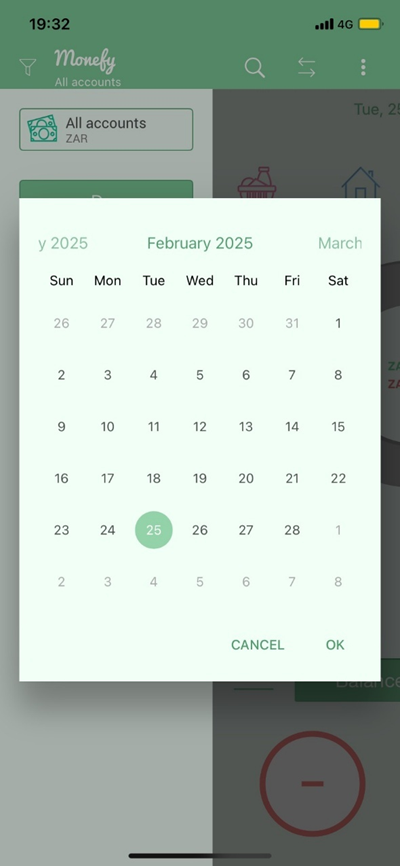 19:32
4G
Monefy
All accounts
Tue, 25
All accounts
ZAR
y 2025 February 2025 March
Sun Mon Tue Wed Thu Fri Sat
26 27 28 29 30 31 1
2 3 4 5 6 7 8
9 10 11 12 13 14 15
16 17 18 19 20 21 22
23 24 25 26 27 28 1
2 3 4 5 6 7 8
CANCEL OK
Balance